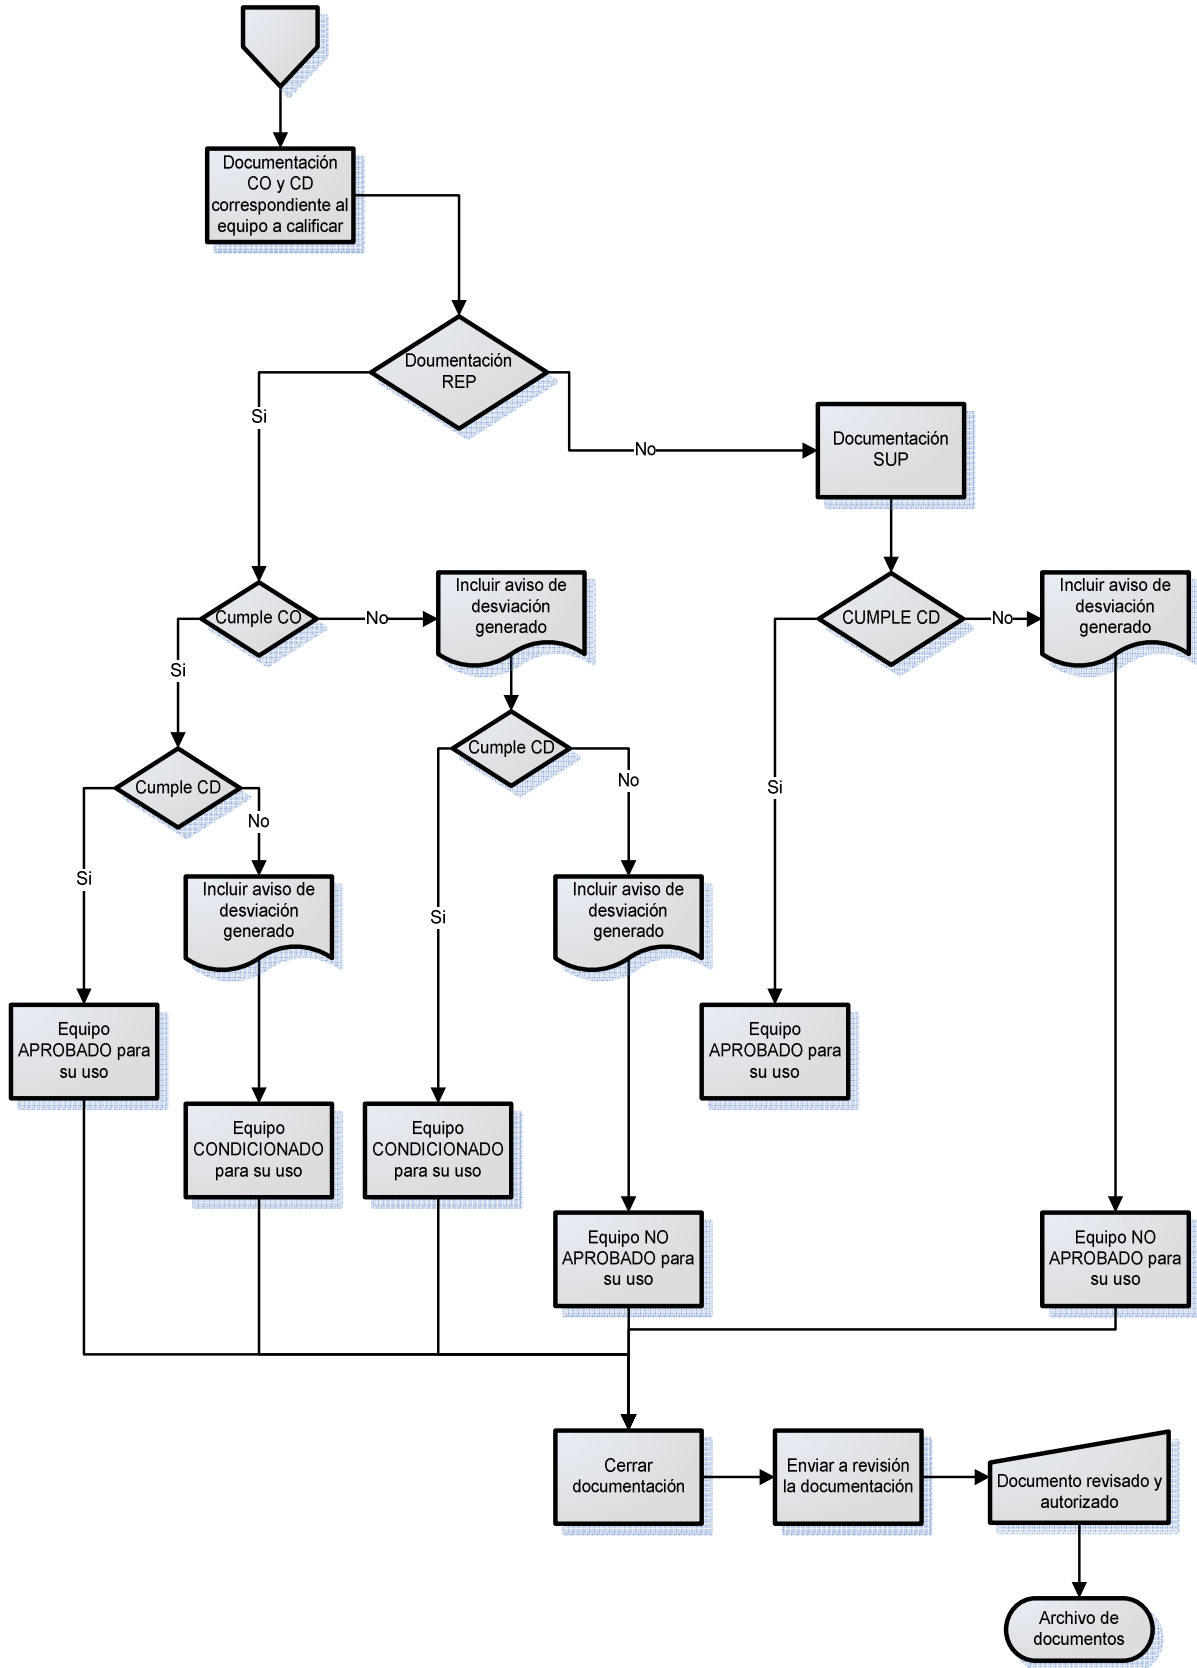 Documentación
CO y CD
correspondiente al
equipo a calificar
Doumentación
REP
Si
No
Documentación
SUP
Cumple CO
No
Incluir aviso de
desviación
generado
CUMPLE CD
No
Incluir aviso de
desviación
generado
Si
Cumple CD
No
Si
Cumple CD
No
Si
Si
Incluir aviso de
desviación
generado
Incluir aviso de
desviación
generado
Equipo
APROBADO para
su uso
Equipo
APROBADO para
su uso
Equipo
CONDICIONADO
para su uso
Equipo
CONDICIONADO
para su uso
Equipo NO
APROBADO para
su uso
Equipo NO
APROBADO para
su uso
Cerrar
documentación
Enviar a revisión
la documentación
Documento revisado y
autorizado
Archivo de
documentos